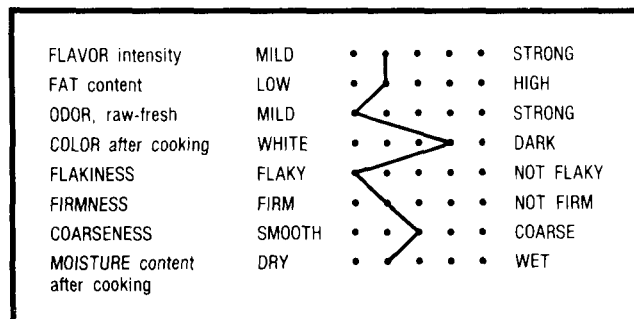 FLAVOR intensity MILD STRONG
FAT content LOW HIGH
ODOR, raw-fresh MILD STRONG
COLOR after cooking WHITE DARK
FLAKINESS FLAKY NOT FLAKY
FIRMNESS FIRM NOT FIRM
COARSENESS SMOOTH COARSE
MOISTURE content DRY WET
after cooking